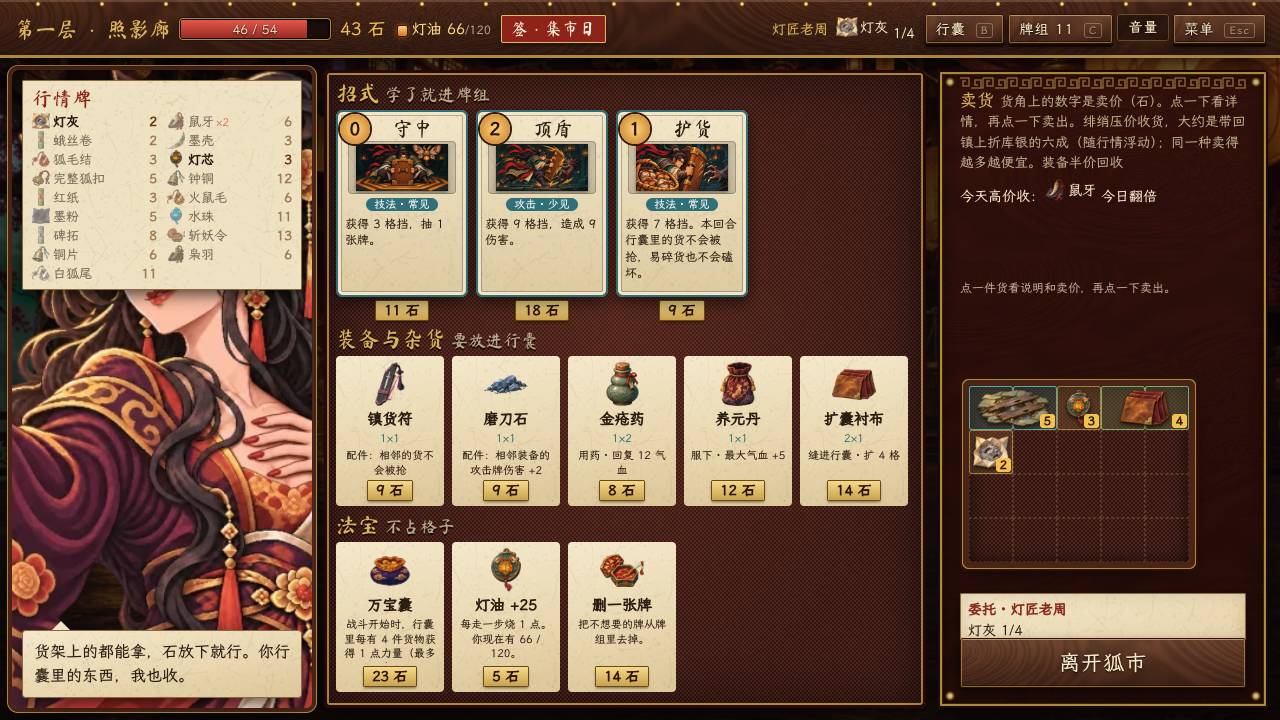 第一层 · 照影廊
46 / 54
43 石
灯油 66/120
签 · 集市日
灯匠老周 灯灰 1/4
行囊 B
牌组 11 C
音量
菜单 Esc
行情牌
灯灰 2
鼠牙×2 6
蛾丝卷 2
墨壳 3
狐毛结 3
灯芯 3
完整狐扣 5
钟铜 12
红纸 3
火鼠毛 6
墨粉 5
水珠 11
碑拓 8
斩妖令 13
铜片 6
枭羽 6
白狐尾 11
货架上的都能拿，石放下就行。你行
囊里的东西，我也收。
招式 学了就进牌组
0 守中
技法 · 常见
获得 3 格挡，抽 1
张牌。
11 石
2 顶盾
攻击 · 少见
获得 9 格挡，造成 9
伤害。
18 石
1 护货
技法 · 常见
获得 7 格挡。本回合
行囊里的货不会被
抢，易碎货也不会磕
坏。
9 石
装备与杂货 要放进行囊
镇货符
1×1
配件：相邻的货不
会被抢
9 石
磨刀石
1×1
配件：相邻装备的
攻击牌伤害 +2
9 石
金疮药
1×2
用药 · 回复 12 气
血
8 石
养元丹
1×1
服下 · 最大气血 +5
12 石
扩囊衬布
2×1
缝进行囊 · 扩 4 格
14 石
法宝 不占格子
万宝囊
战斗开始时，行囊
里每有 4 件货物获
得 1 点力量（最多
23 石
灯油 +25
每走一步烧 1 点。
你现在有 66 /
120。
5 石
删一张牌
把不想要的牌从牌
组里去掉。
14 石
卖货 货角上的数字是卖价（石）。点一下看详
情，再点一下卖出。绯绡压价收货，大约是带回
镇上折库银的六成（随行情浮动）；同一种卖得
越多越便宜。装备半价回收
今天高价收： 鼠牙 今日翻倍
点一件货看说明和卖价，再点一下卖出。
5
3
4
2
委托 · 灯匠老周
灯灰 1/4
离开狐市